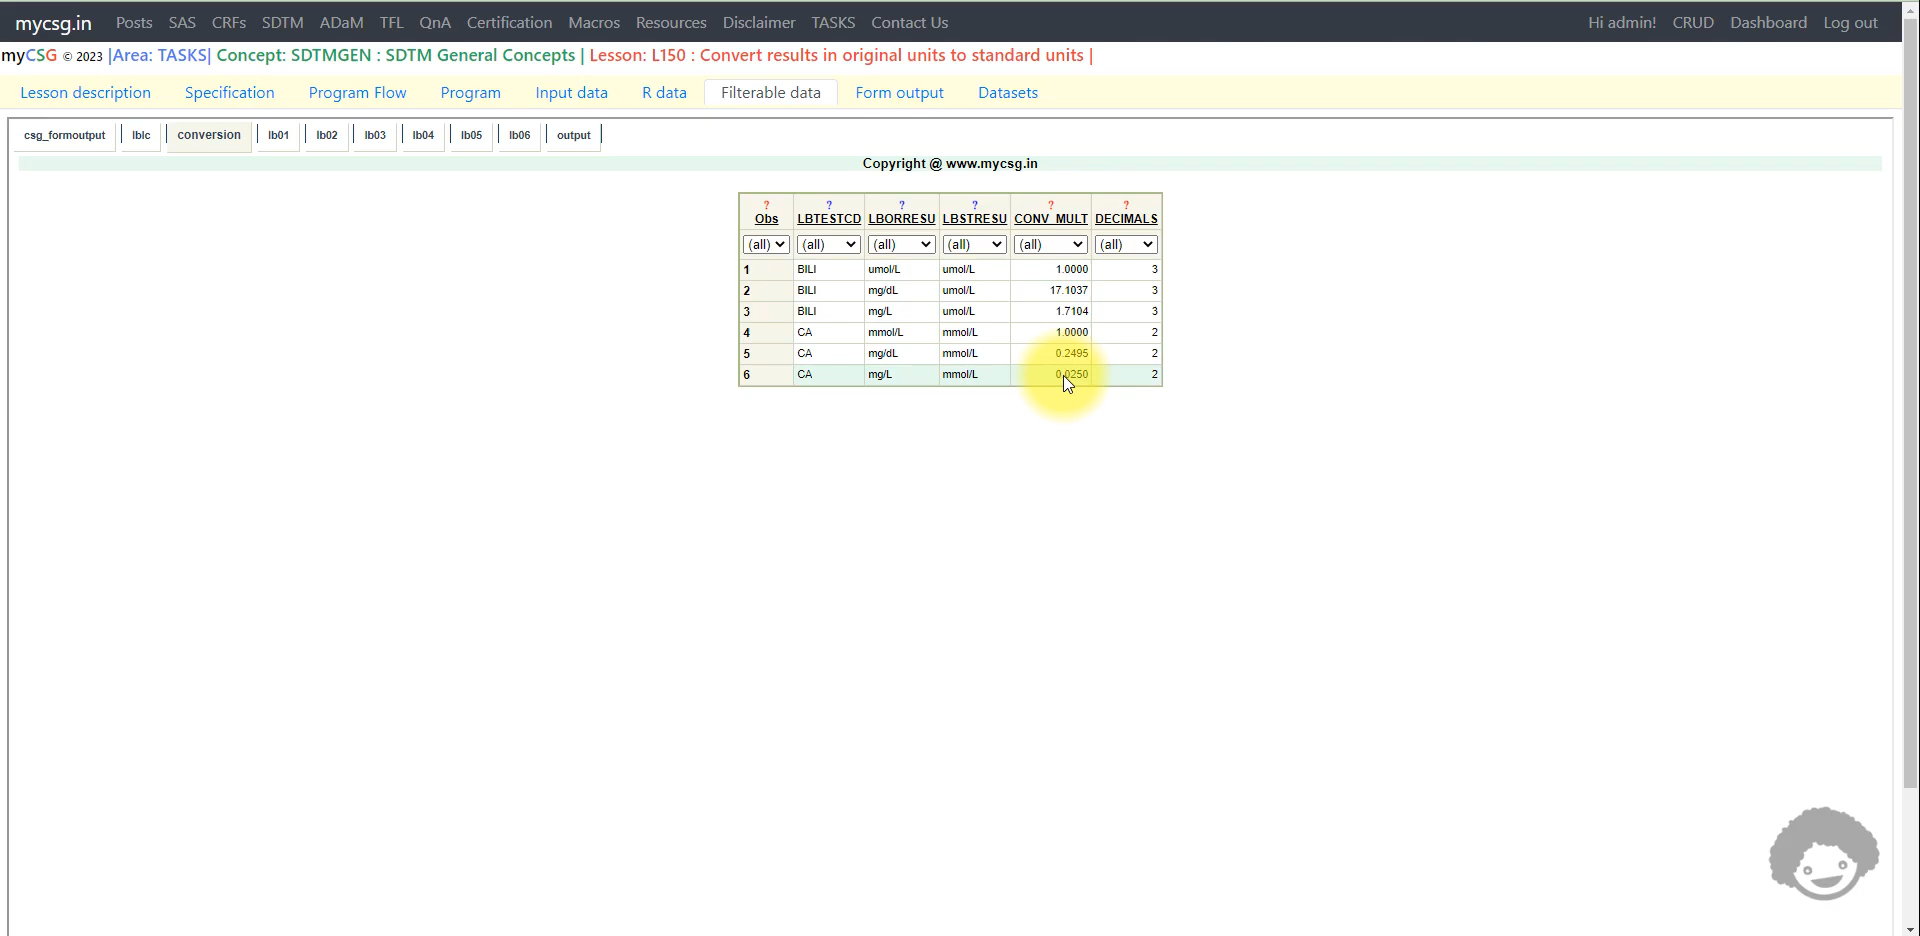 mycsg.in Posts SAS CRFs SDTM ADaM TFL QnA Certification Macros Resources Disclaimer TASKS Contact Us Hi admin! CRUD Dashboard Log out
myCSG © 2023 |Area: TASKS| Concept: SDTMGEN : SDTM General Concepts | Lesson: L150 : Convert results in original units to standard units |
Lesson description Specification Program Flow Program Input data R data Filterable data Form output Datasets
csg_formoutput lblc conversion lb01 lb02 lb03 lb04 lb05 lb06 output
Copyright @ www.mycsg.in
? ? ? ? ? ?
Obs LBTESTCD LBORRESU LBSTRESU CONV_MULT DECIMALS
(all) (all) (all) (all) (all) (all)
1 BILI umol/L umol/L 1.0000 3
2 BILI mg/dL umol/L 17.1037 3
3 BILI mg/L umol/L 1.7104 3
4 CA mmol/L mmol/L 1.0000 2
5 CA mg/dL mmol/L 0.2495 2
6 CA mg/L mmol/L 0.0250 2